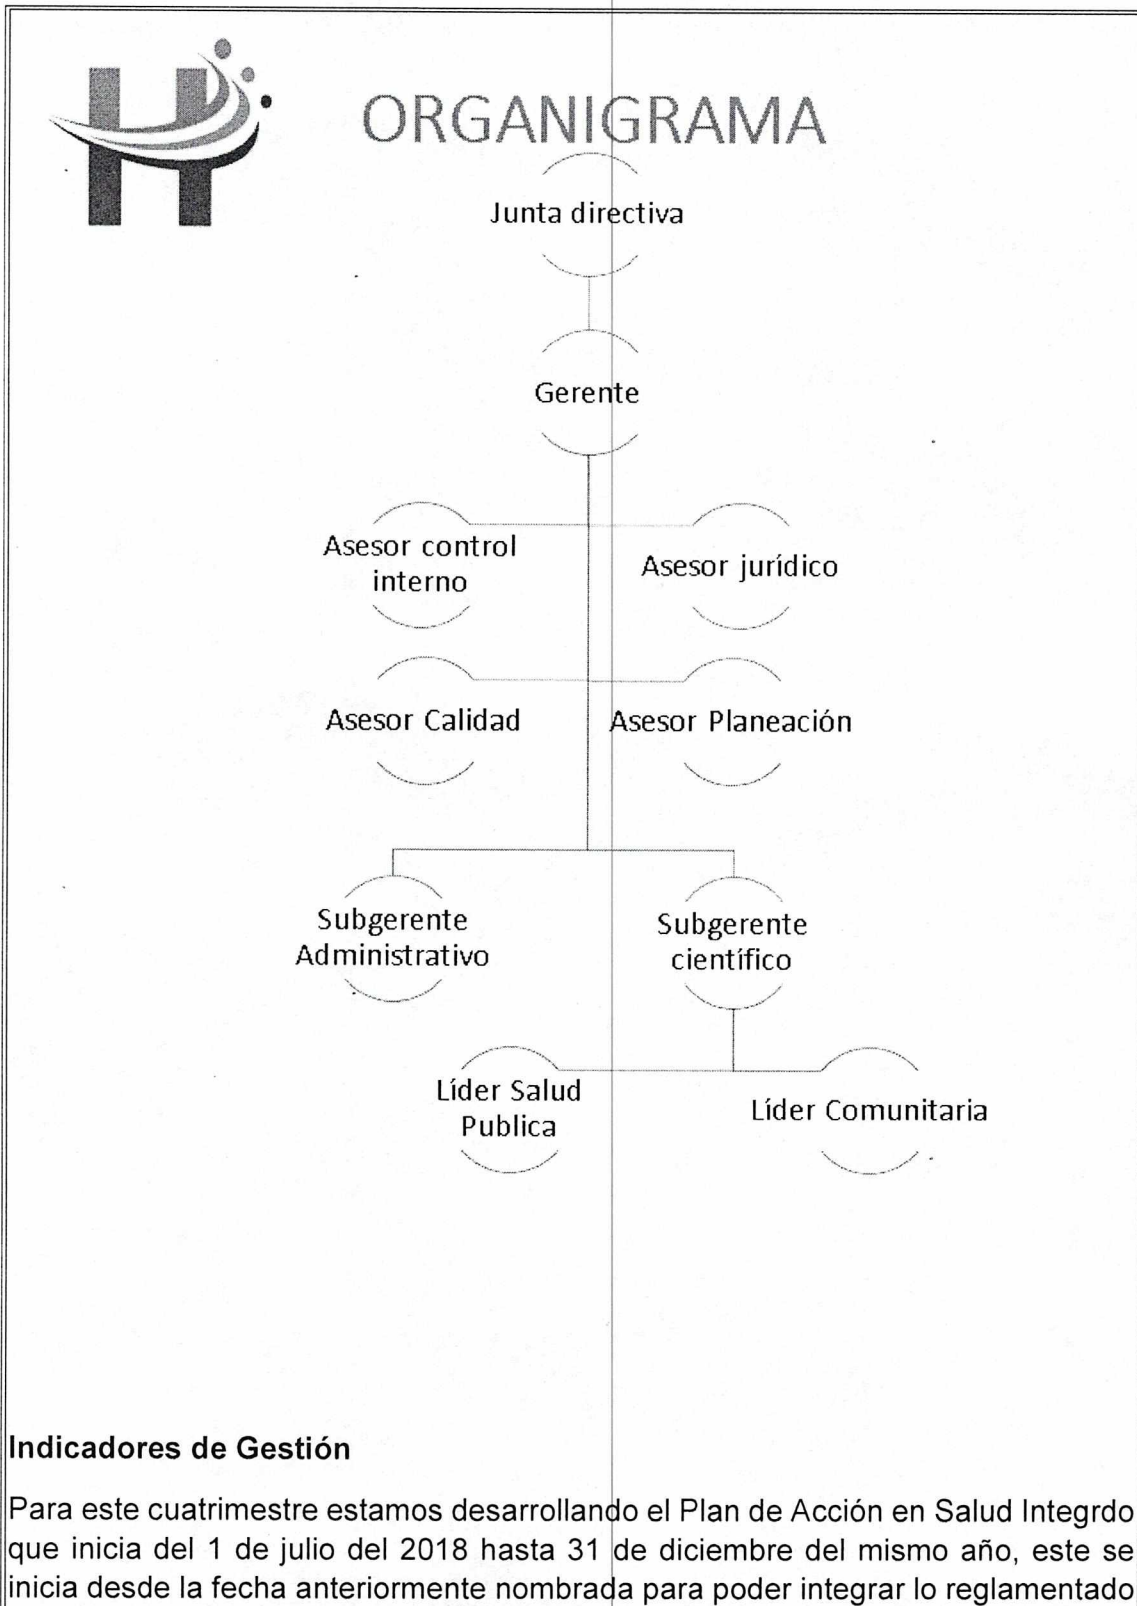 ORGANIGRAMA
Junta directiva
Gerente
Asesor control
interno
Asesor jurídico
Asesor Calidad
Asesor Planeación
Subgerente
Administrativo
Subgerente
científico
Líder Salud
Publica
Líder Comunitaria
Indicadores de Gestión
Para este cuatrimestre estamos desarrollando el Plan de Acción en Salud Integrdo
que inicia del 1 de julio del 2018 hasta 31 de diciembre del mismo año, este se
inicia desde la fecha anteriormente nombrada para poder integrar lo reglamentado